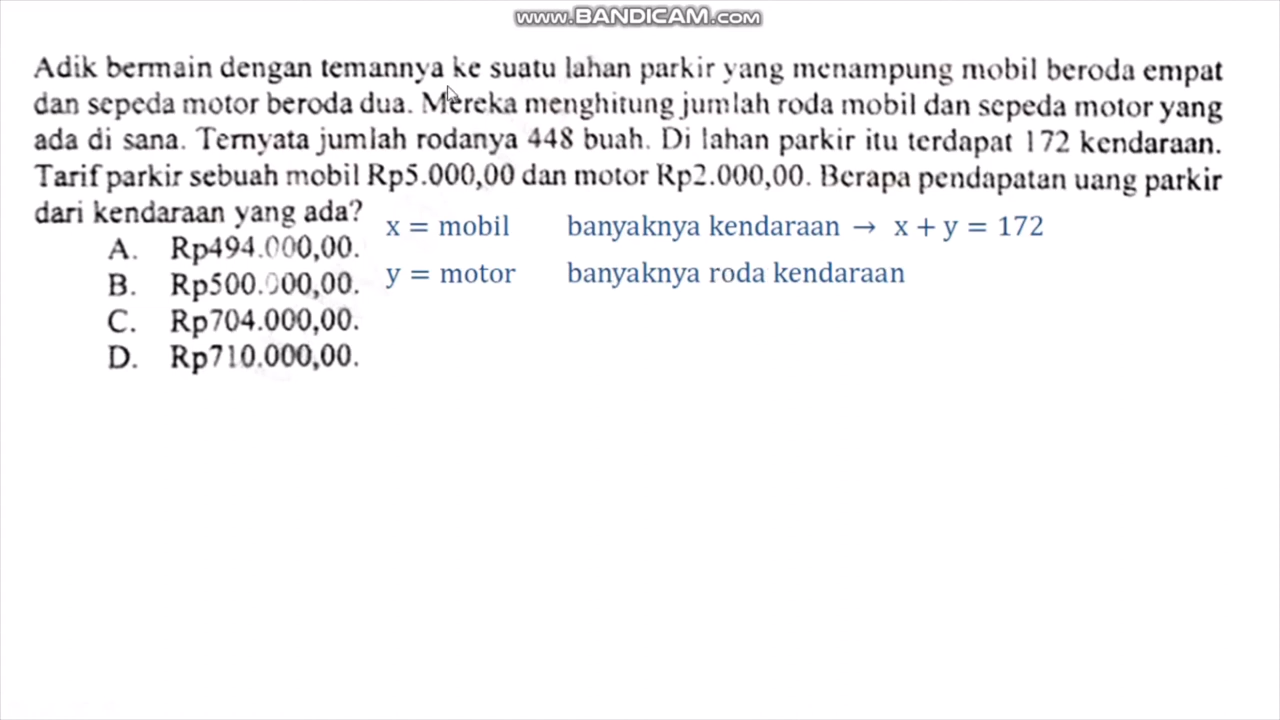 www.BANDICAM.com
Adik bermain dengan temannya ke suatu lahan parkir yang menampung mobil beroda empat
dan sepeda motor beroda dua. Mereka menghitung jumlah roda mobil dan sepeda motor yang
ada di sana. Ternyata jumlah rodanya 448 buah. Di lahan parkir itu terdapat 172 kendaraan.
Tarif parkir sebuah mobil Rp5.000,00 dan motor Rp2.000,00. Berapa pendapatan uang parkir
dari kendaraan yang ada?
x = mobil banyaknya kendaraan → x + y = 172
A. Rp494.000,00.
y = motor banyaknya roda kendaraan
B. Rp500.000,00.
C. Rp704.000,00.
D. Rp710.000,00.